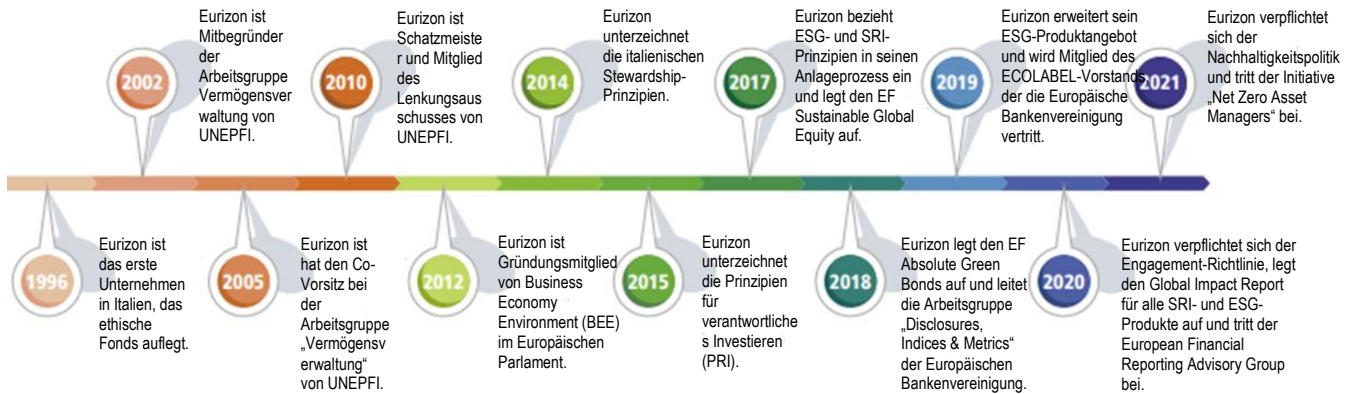 2002
Eurizon ist
Mitbegründer
der
Arbeitsgruppe
Vermögensver
waltung von
UNEPFI.
2010
Eurizon ist
Schatzmeiste
r und Mitglied
des
Lenkungsaus
schusses von
UNEPFI.
2014
Eurizon
unterzeichnet
die italienischen
Stewardship-
Prinzipien.
2017
Eurizon bezieht
ESG- und SRI-
Prinzipien in seinen
Anlageprozess ein
und legt den EF
Sustainable Global
Equity auf.
2019
Eurizon erweitert sein
ESG-Produktangebot
und wird Mitglied des
ECOLABEL-Vorstands,
der die Europäische
Bankenvereinigung
vertritt.
2021
Eurizon verpflichtet
sich der
Nachhaltigkeitspolitik
und tritt der Initiative
„Net Zero Asset
Managers“ bei.
1996
Eurizon ist
das erste
Unternehmen
in Italien, das
ethische
Fonds auflegt.
2005
Eurizon ist
hat den Co-
Vorsitz bei
der
Arbeitsgruppe
„Vermögensv
erwaltung“
von UNEPFI.
2012
Eurizon ist
Gründungsmitglied
von Business
Economy
Environment (BEE)
im Europäischen
Parlament.
2015
Eurizon
unterzeichnet
die Prinzipien
für
verantwortliche
s Investieren
(PRI).
2018
Eurizon legt den EF
Absolute Green
Bonds auf und leitet
die Arbeitsgruppe
„Disclosures,
Indices & Metrics“
der Europäischen
Bankenvereinigung.
2020
Eurizon verpflichtet sich der
Engagement-Richtlinie, legt
den Global Impact Report
für alle SRI- und ESG-
Produkte auf und tritt der
European Financial
Reporting Advisory Group
bei.